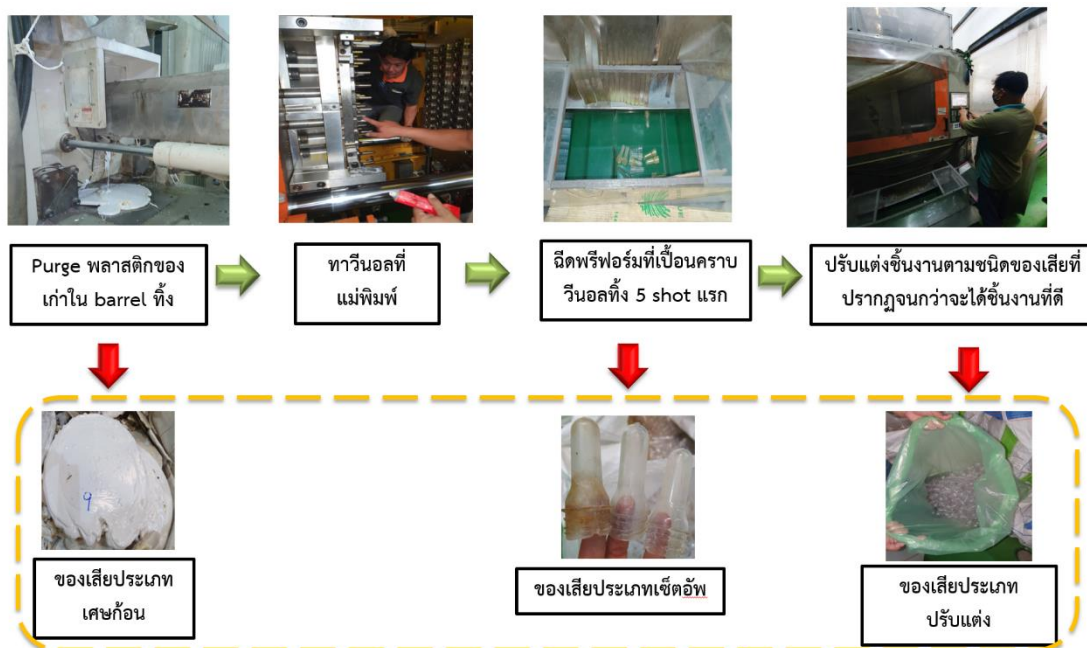 Purge พลาสติกของ
เก่าใน barrel ทิ้ง
ทาวีนอลที่
แม่พิมพ์
ฉีดพรีฟอร์มที่เปื้อนคราบ
วีนอลทิ้ง 5 shot แรก
ปรับแต่งชิ้นงานตามชนิดของเสียที่
ปรากฏจนกว่าจะได้ชิ้นงานที่ดี
9
ของเสียประเภท
เศษก้อน
ของเสียประเภทเซ็ตอัพ
ของเสียประเภท
ปรับแต่ง